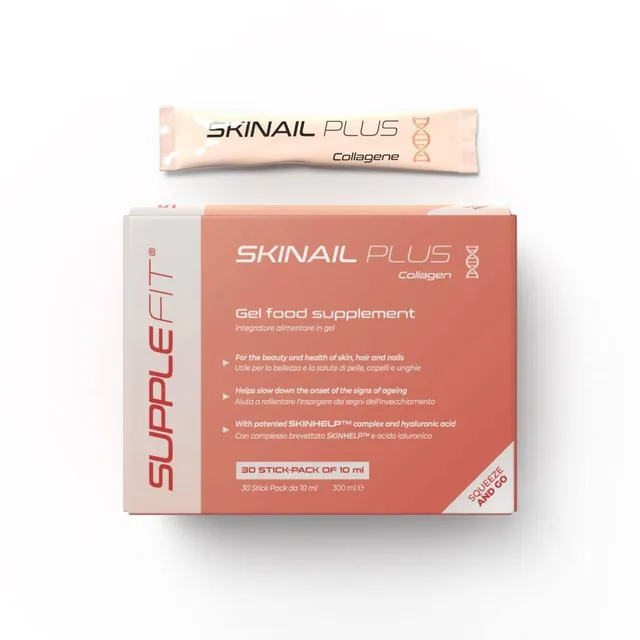 SKINAIL PLUS
Collagene
SUPPLEFIT®
SKINAIL PLUS
Collagen
Gel food supplement
Integratore alimentare in gel
For the beauty and health of skin, hair and nails
Utile per la bellezza e la salute di pelle, capelli e unghie
Helps slow down the onset of the signs of ageing
Aiuta a rallentare l'insorgere dei segni dell'invecchiamento
With patented SKINHELP™ complex and hyaluronic acid
Con complesso brevettato SKINHELP™ e acido ialuronico
30 STICK-PACK OF 10 ml
30 Stick Pack da 10 ml 300 ml ℮
SQUEEZE
AND GO